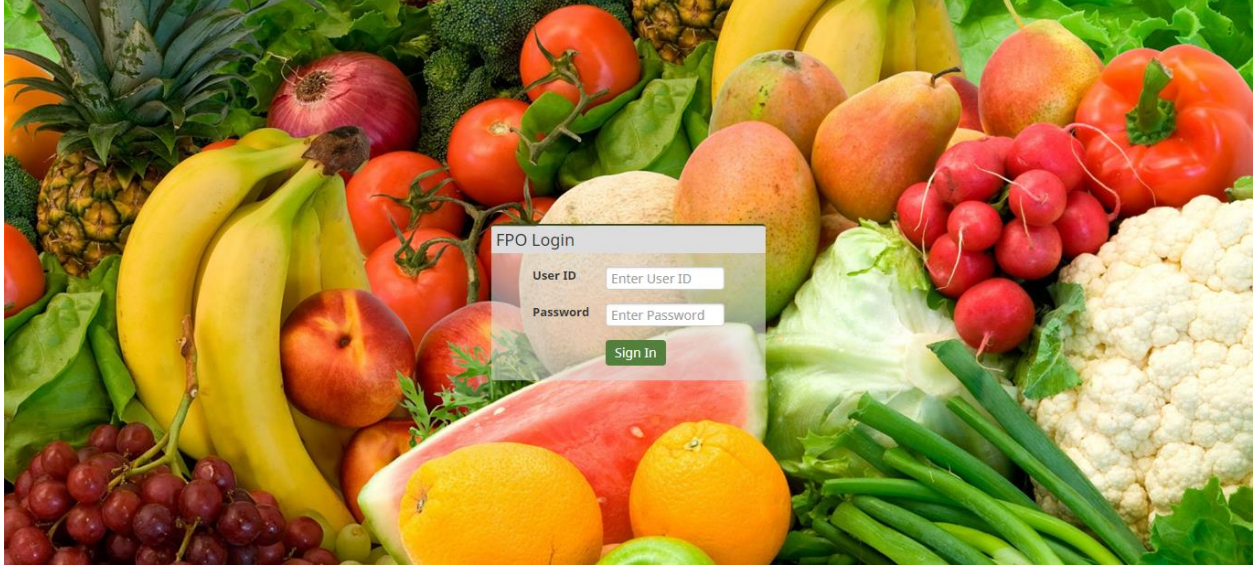 FPO Login
User ID Enter User ID
Password Enter Password
Sign In